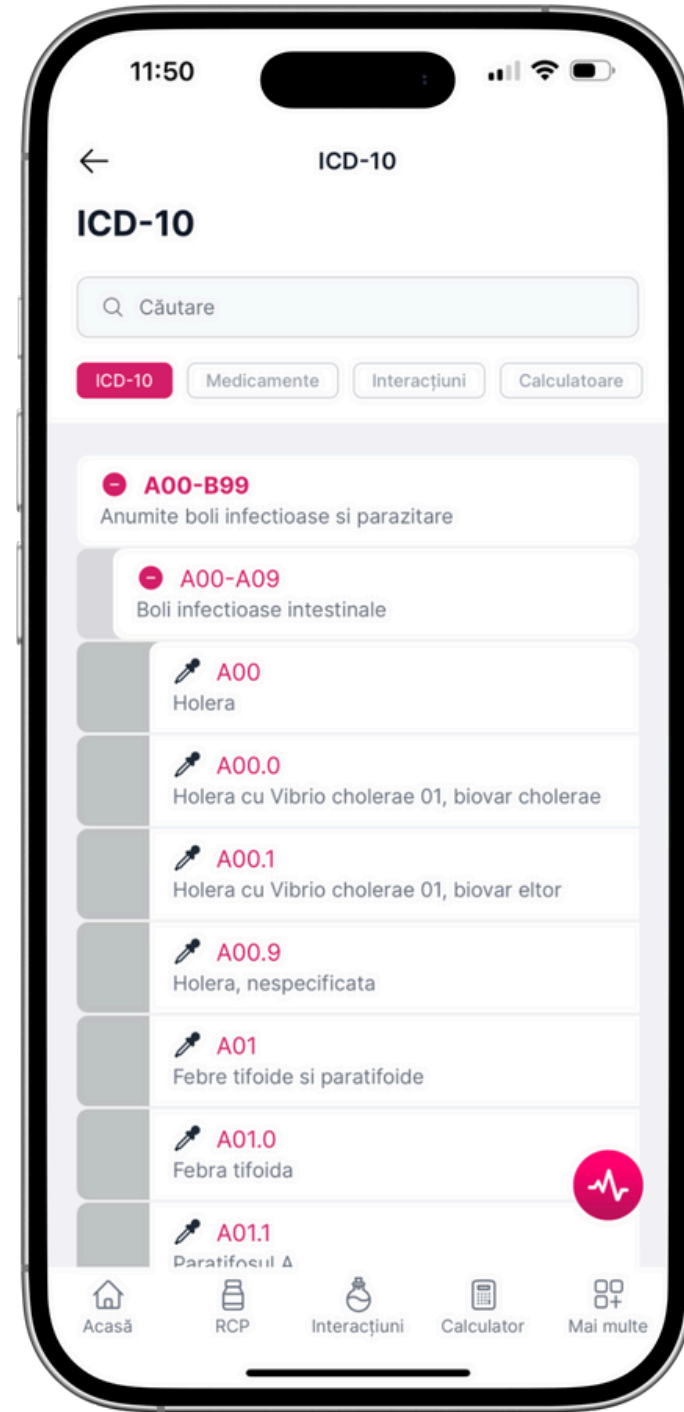 11:50
ICD-10
ICD-10
Căutare
ICD-10 Medicamente Interacțiuni Calculatoare
A00-B99
Anumite boli infectioase si parazitare
A00-A09
Boli infectioase intestinale
A00
Holera
A00.0
Holera cu Vibrio cholerae 01, biovar cholerae
A00.1
Holera cu Vibrio cholerae 01, biovar eltor
A00.9
Holera, nespecificata
A01
Febre tifoide si paratifoide
A01.0
Febra tifoida
A01.1
Paratifosul A
Acasă RCP Interacțiuni Calculator Mai multe